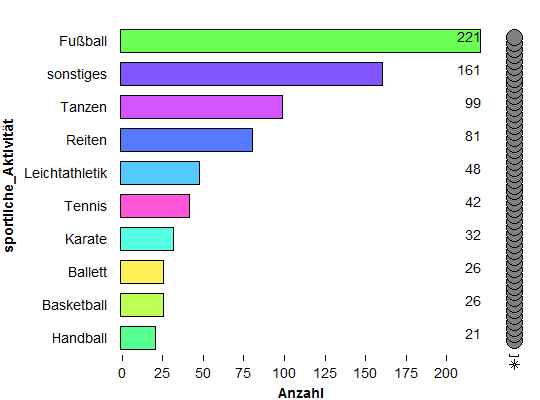 Fußball 221
sonstiges 161
Tanzen 99
Reiten 81
Leichtathletik 48
Tennis 42
Karate 32
Ballett 26
Basketball 26
Handball 21
sportliche_Aktivität
0 25 50 75 100 125 150 175 200
Anzahl